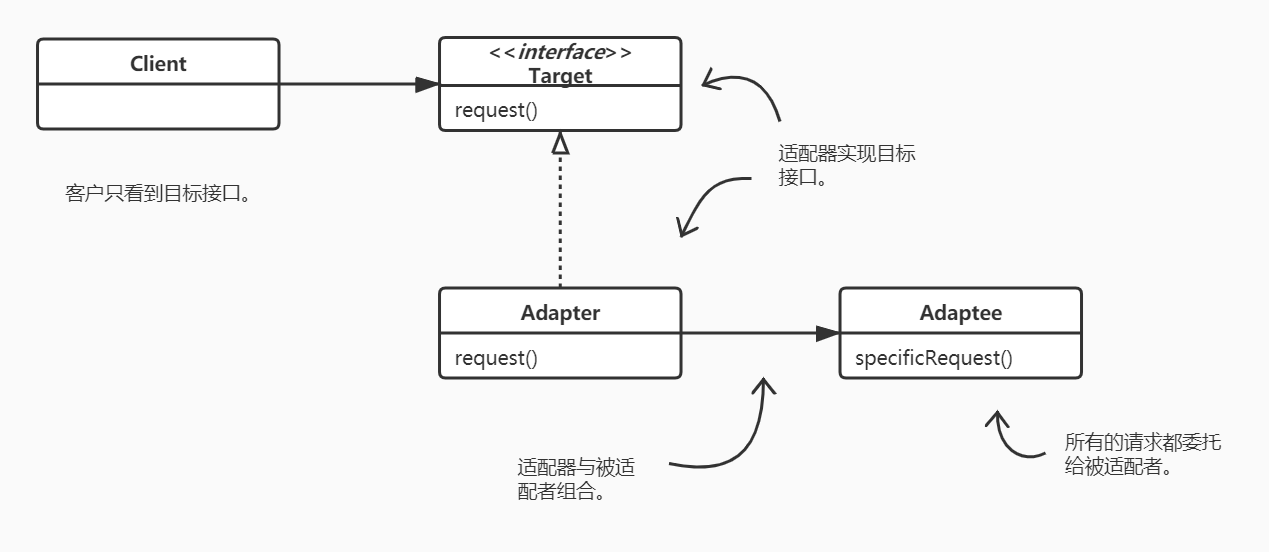 Client
<<interface>>
Target
request()
适配器实现目标
接口。
客户只看到目标接口。
Adapter
request()
Adaptee
specificRequest()
适配器与被适
配者组合。
所有的请求都委托
给被适配者。